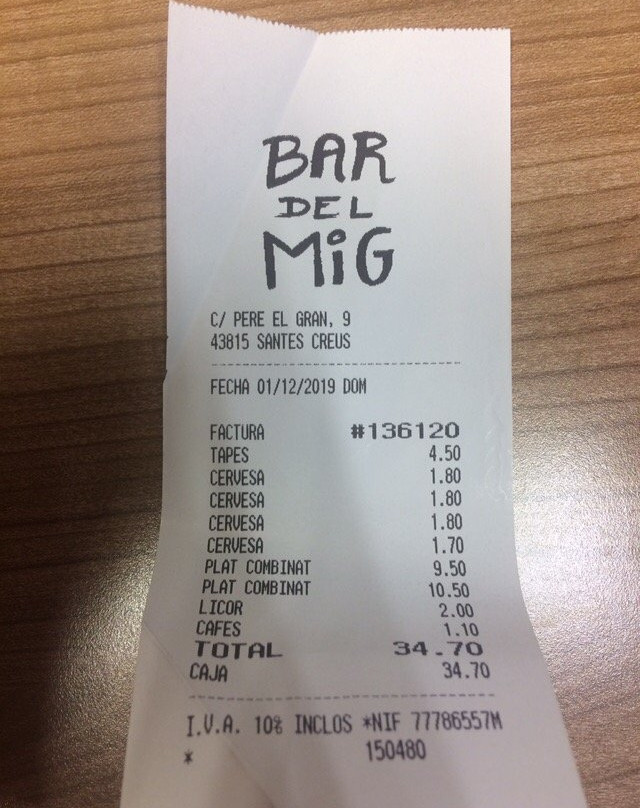 BAR
DEL
MiG
C/ PERE EL GRAN, 9
43815 SANTES CREUS
FECHA 01/12/2019 DOM
FACTURA #136120
TAPES 4.50
CERVESA 1.80
CERVESA 1.80
CERVESA 1.80
CERVESA 1.70
PLAT COMBINAT 9.50
PLAT COMBINAT 10.50
LICOR 2.00
CAFES 1.10
TOTAL 34.70
CAJA 34.70
I.V.A. 10% INCLOS *NIF 77786557M
* 150480